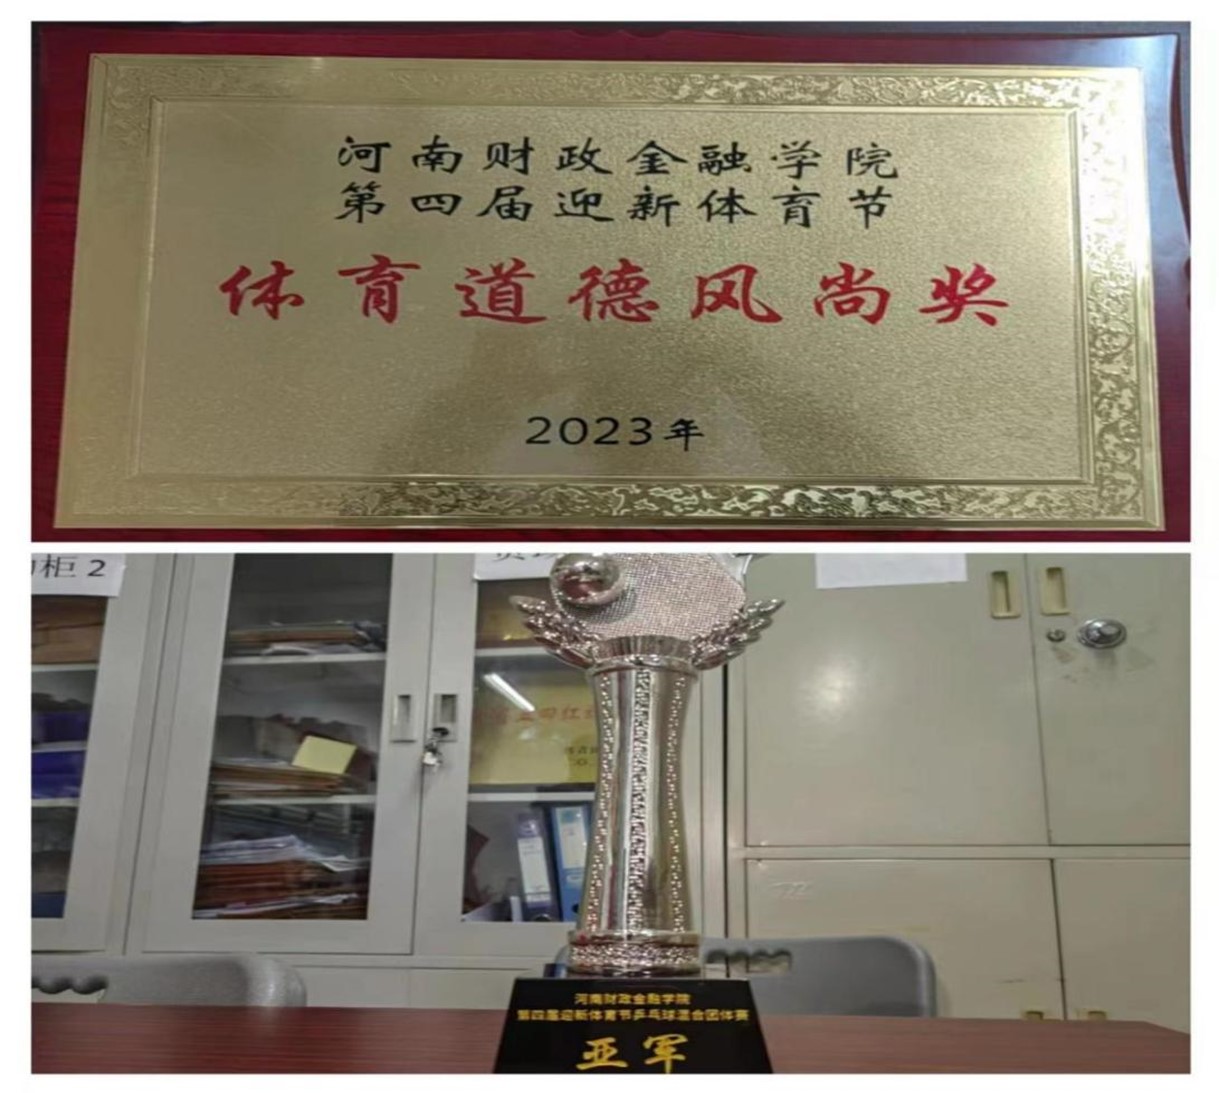 河南财政金融学院
第四届迎新体育节
体育道德风尚奖
2023年
柜2
河南财政金融学院
第四届迎新体育节乒乓球混合团体赛
亚军